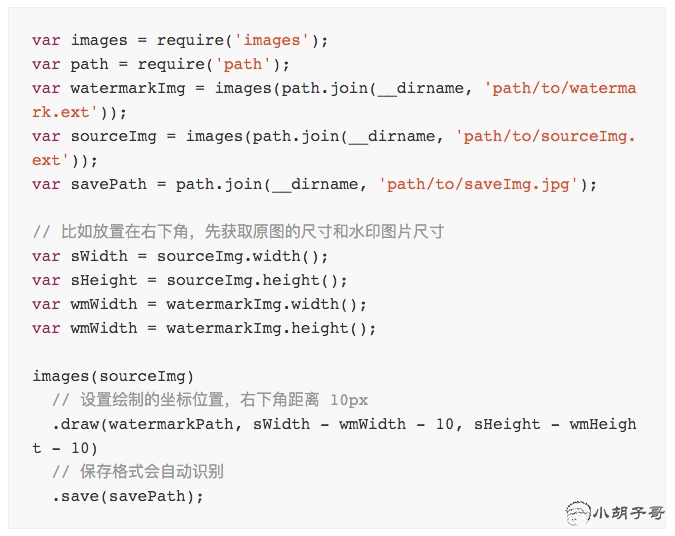 var images = require('images');
var path = require('path');
var watermarkImg = images(path.join(__dirname, 'path/to/waterma
rk.ext'));
var sourceImg = images(path.join(__dirname, 'path/to/sourceImg.
ext'));
var savePath = path.join(__dirname, 'path/to/saveImg.jpg');
// 比如放置在右下角，先获取原图的尺寸和水印图片尺寸
var sWidth = sourceImg.width();
var sHeight = sourceImg.height();
var wmWidth = watermarkImg.width();
var wmWidth = watermarkImg.height();
images(sourceImg)
// 设置绘制的坐标位置，右下角距离 10px
.draw(watermarkPath, sWidth - wmWidth - 10, sHeight - wmHeigh
t - 10)
// 保存格式会自动识别
.save(savePath);
小胡子哥